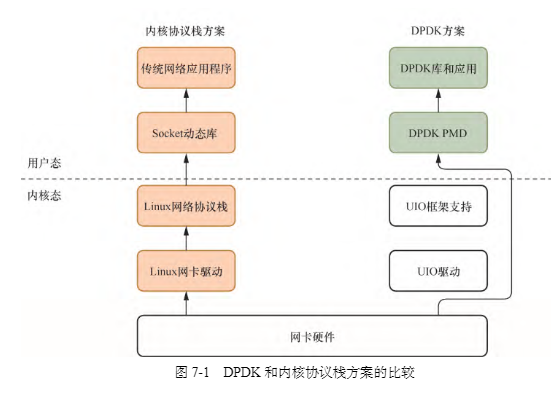 内核协议栈方案
DPDK方案
传统网络应用程序
DPDK库和应用
Socket动态库
DPDK PMD
用户态
内核态
Linux网络协议栈
UIO框架支持
Linux网卡驱动
UIO驱动
网卡硬件
图 7-1 DPDK 和内核协议栈方案的比较